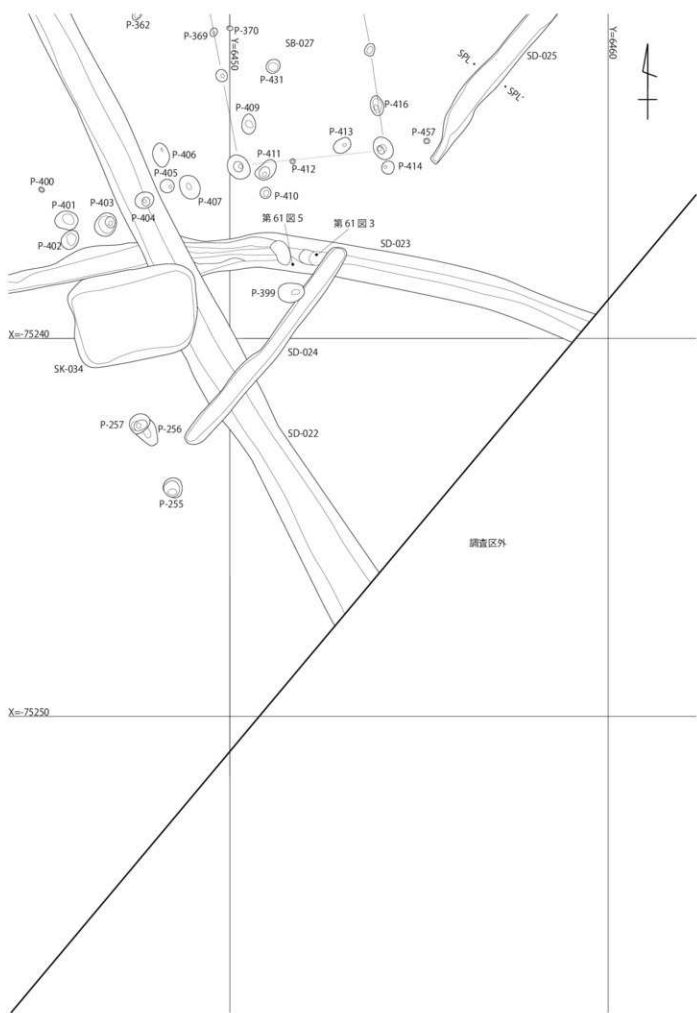 P-362
P-369
P-370
Y=6450
SB-027
P-431
SPL'
SD-025
SPL'
Y=6460
P-409
P-416
P-413
P-457
P-406
P-411
P-412
P-405
P-414
P-400
P-407
P-410
P-401
P-403
P-404
P-402
第61図5
第61図3
SD-023
P-399
X=-75240
SD-024
SK-034
P-257
P-256
SD-022
P-255
調査区外
X=-75250